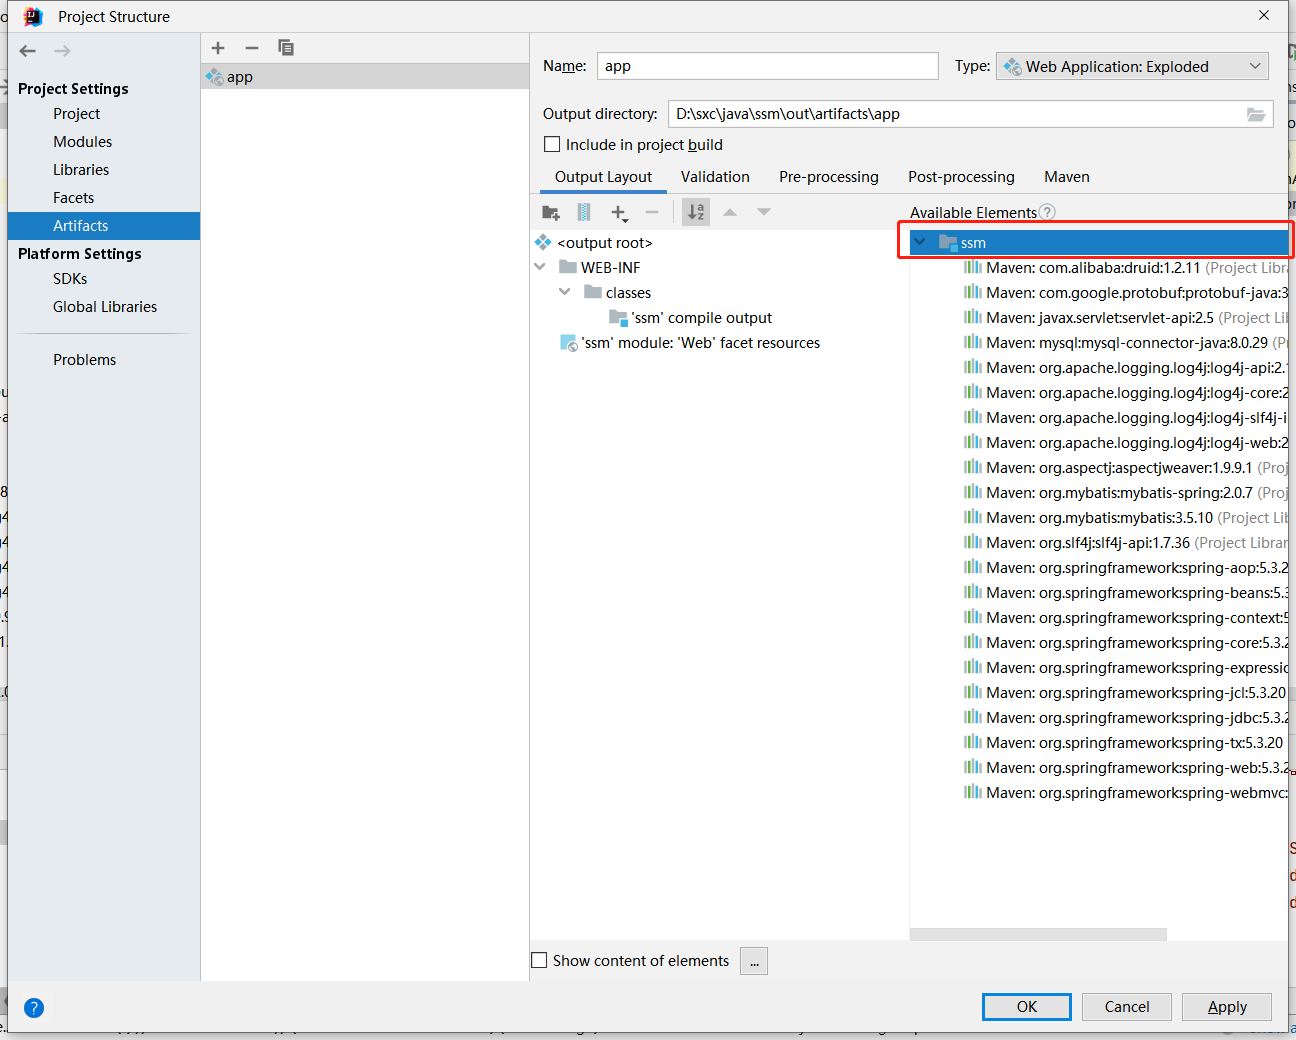 Project Structure
Project Settings
Project
Modules
Libraries
Facets
Artifacts
Platform Settings
SDKs
Global Libraries
Problems
app
Name: app
Type: Web Application: Exploded
Output directory: D:\sxc\java\ssm\out\artifacts\app
Include in project build
Output Layout Validation Pre-processing Post-processing Maven
<output root>
WEB-INF
classes
'ssm' compile output
'ssm' module: 'Web' facet resources
Available Elements ?
ssm
Maven: com.alibaba:druid:1.2.11 (Project Libra
Maven: com.google.protobuf:protobuf-java:3
Maven: javax.servlet:servlet-api:2.5 (Project Li
Maven: mysql:mysql-connector-java:8.0.29 (P
Maven: org.apache.logging.log4j:log4j-api:2.
Maven: org.apache.logging.log4j:log4j-core:2
Maven: org.apache.logging.log4j:log4j-slf4j-i
Maven: org.apache.logging.log4j:log4j-web:2
Maven: org.aspectj:aspectjweaver:1.9.9.1 (Proj
Maven: org.mybatis:mybatis-spring:2.0.7 (Proj
Maven: org.mybatis:mybatis:3.5.10 (Project Lib
Maven: org.slf4j:slf4j-api:1.7.36 (Project Librar
Maven: org.springframework:spring-aop:5.3.2
Maven: org.springframework:spring-beans:5.3
Maven: org.springframework:spring-context:5
Maven: org.springframework:spring-core:5.3.2
Maven: org.springframework:spring-expressio
Maven: org.springframework:spring-jcl:5.3.20
Maven: org.springframework:spring-jdbc:5.3.2
Maven: org.springframework:spring-tx:5.3.20
Maven: org.springframework:spring-web:5.3.2
Maven: org.springframework:spring-webmvc:
Show content of elements ...
? OK Cancel Apply